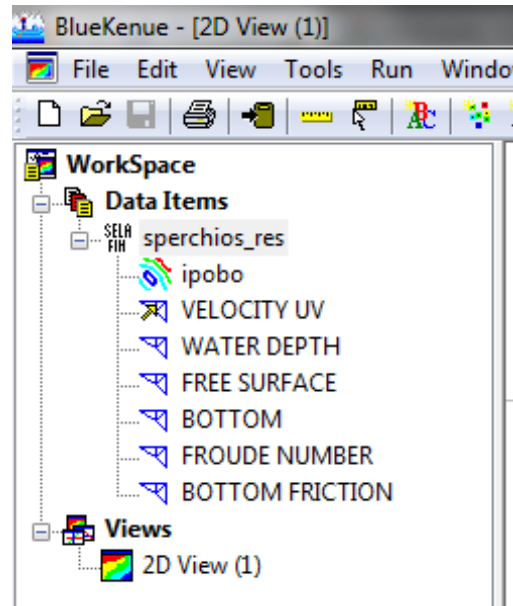 BlueKenue - [2D View (1)]
File Edit View Tools Run Windo
ABC
WorkSpace
Data Items
SELA
FIN sperchios_res
ipobo
VELOCITY UV
WATER DEPTH
FREE SURFACE
BOTTOM
FROUDE NUMBER
BOTTOM FRICTION
Views
2D View (1)